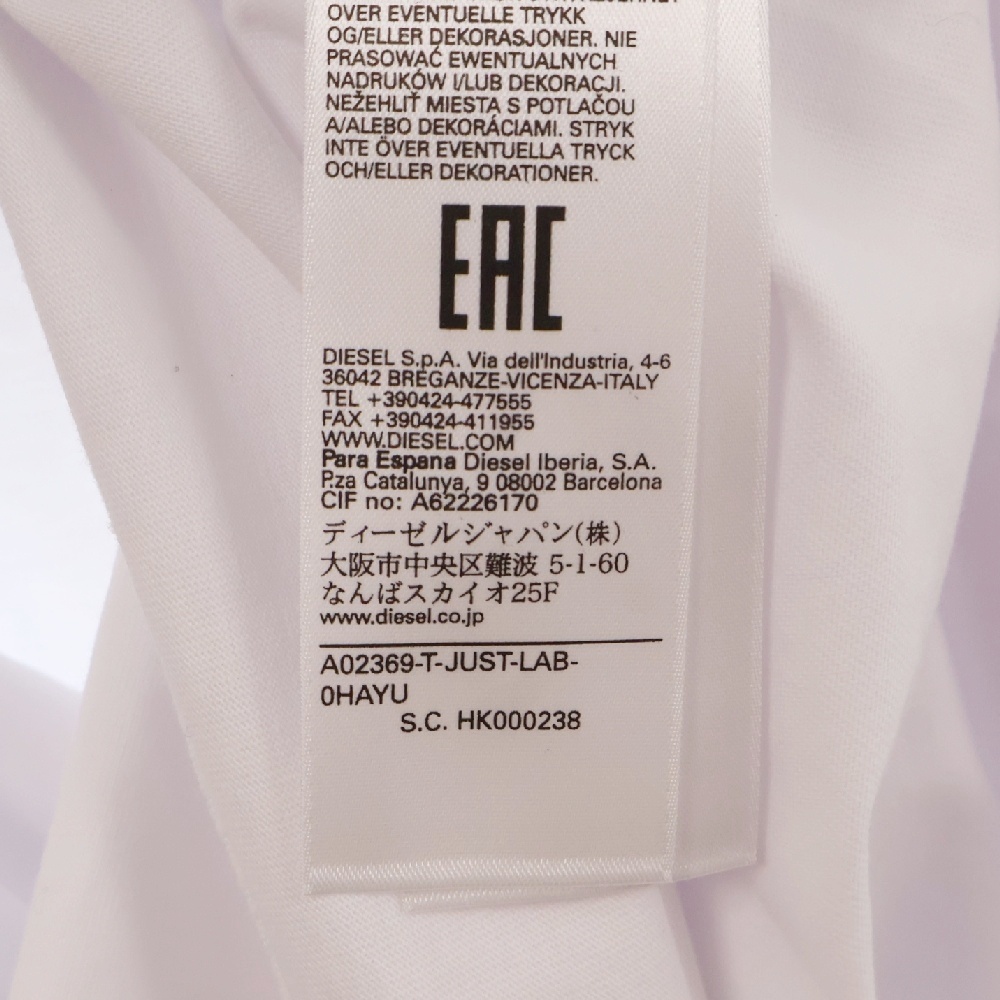 OVER EVENTUELLE TRYKK
OG/ELLER DEKORASJONER. NIE
PRASOWAĆ EWENTUALNYCH
NADRUKÓW I/LUB DEKORACJI.
NEŽEHLIŤ MIESTA S POTLAČOU
A/ALEBO DEKORÁCIAMI. STRYK
INTE ÖVER EVENTUELLA TRYCK
OCH/ELLER DEKORATIONER.
EAC
DIESEL S.p.A. Via dell'Industria, 4-6
36042 BREGANZE-VICENZA-ITALY
TEL +390424-477555
FAX +390424-411955
WWW.DIESEL.COM
Para Espana Diesel Iberia, S.A.
P.za Catalunya, 9 08002 Barcelona
CIF no: A62226170
ディーゼルジャパン(株)
大阪市中央区難波 5-1-60
なんばスカイオ25F
www.diesel.co.jp
A02369-T-JUST-LAB-
0HAYU
S.C. HK000238